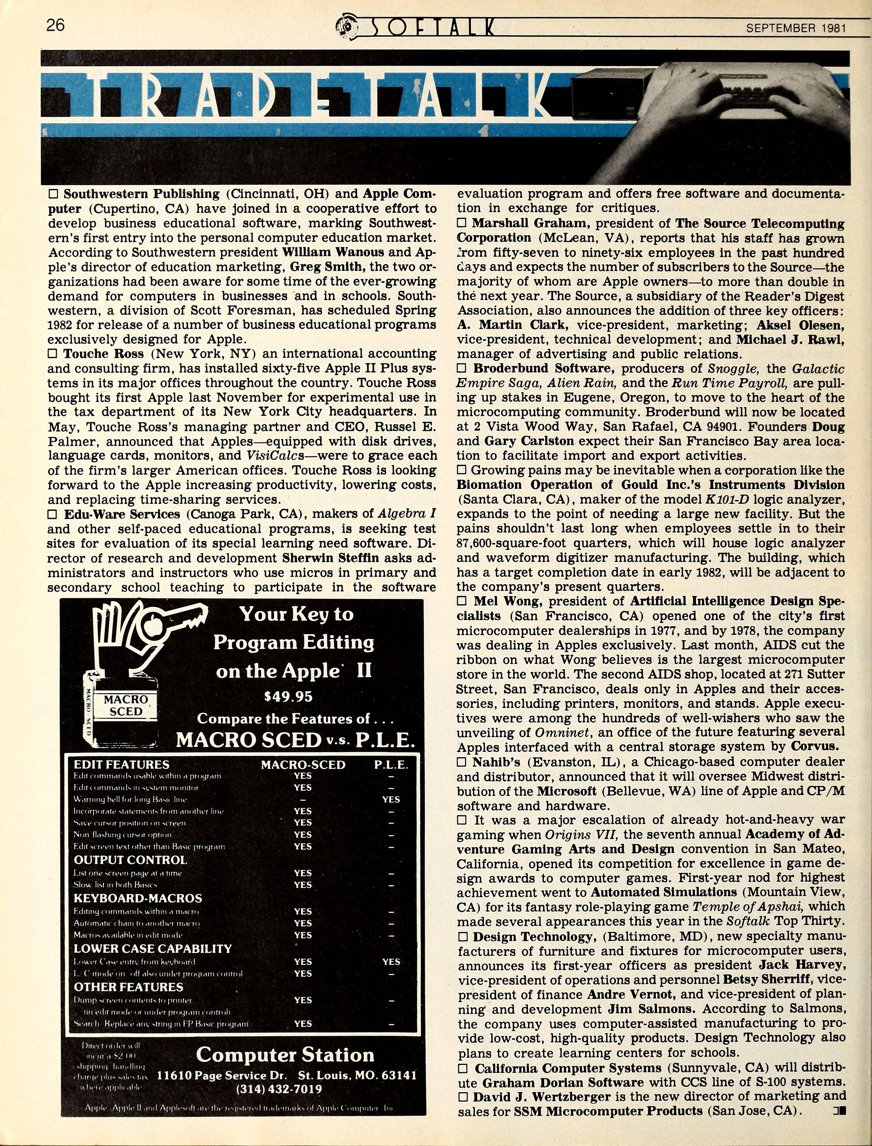 26
SOFTALK
SEPTEMBER 1981
TRADETALK
☐ Southwestern Publishing (Cincinnati, OH) and Apple Com-
puter (Cupertino, CA) have joined in a cooperative effort to
develop business educational software, marking Southwest-
ern's first entry into the personal computer education market.
According to Southwestern president William Wanous and Ap-
ple's director of education marketing, Greg Smith, the two or-
ganizations had been aware for some time of the ever-growing
demand for computers in businesses and in schools. South-
western, a division of Scott Foresman, has scheduled Spring
1982 for release of a number of business educational programs
exclusively designed for Apple.
☐ Touche Ross (New York, NY) an international accounting
and consulting firm, has installed sixty-five Apple II Plus sys-
tems in its major offices throughout the country. Touche Ross
bought its first Apple last November for experimental use in
the tax department of its New York City headquarters. In
May, Touche Ross's managing partner and CEO, Russel E.
Palmer, announced that Apples—equipped with disk drives,
language cards, monitors, and VisiCalcs—were to grace each
of the firm's larger American offices. Touche Ross is looking
forward to the Apple increasing productivity, lowering costs,
and replacing time-sharing services.
☐ Edu-Ware Services (Canoga Park, CA), makers of Algebra I
and other self-paced educational programs, is seeking test
sites for evaluation of its special learning need software. Di-
rector of research and development Sherwin Steffin asks ad-
ministrators and instructors who use micros in primary and
secondary school teaching to participate in the software
evaluation program and offers free software and documenta-
tion in exchange for critiques.
☐ Marshall Graham, president of The Source Telecomputing
Corporation (McLean, VA), reports that his staff has grown
from fifty-seven to ninety-six employees in the past hundred
days and expects the number of subscribers to the Source—the
majority of whom are Apple owners—to more than double in
the next year. The Source, a subsidiary of the Reader's Digest
Association, also announces the addition of three key officers:
A. Martin Clark, vice-president, marketing; Aksel Olesen,
vice-president, technical development; and Michael J. Rawl,
manager of advertising and public relations.
☐ Broderbund Software, producers of Snoggle, the Galactic
Empire Saga, Alien Rain, and the Run Time Payroll, are pull-
ing up stakes in Eugene, Oregon, to move to the heart of the
microcomputing community. Broderbund will now be located
at 2 Vista Wood Way, San Rafael, CA 94901. Founders Doug
and Gary Carlston expect their San Francisco Bay area loca-
tion to facilitate import and export activities.
☐ Growing pains may be inevitable when a corporation like the
Biomation Operation of Gould Inc.'s Instruments Division
(Santa Clara, CA), maker of the model K101-D logic analyzer,
expands to the point of needing a large new facility. But the
pains shouldn't last long when employees settle in to their
87,600-square-foot quarters, which will house logic analyzer
and waveform digitizer manufacturing. The building, which
has a target completion date in early 1982, will be adjacent to
the company's present quarters.
☐ Mel Wong, president of Artificial Intelligence Design Spe-
cialists (San Francisco, CA) opened one of the city's first
microcomputer dealerships in 1977, and by 1978, the company
was dealing in Apples exclusively. Last month, AIDS cut the
ribbon on what Wong believes is the largest microcomputer
store in the world. The second AIDS shop, located at 271 Sutter
Street, San Francisco, deals only in Apples and their acces-
sories, including printers, monitors, and stands. Apple execu-
tives were among the hundreds of well-wishers who saw the
unveiling of Omninet, an office of the future featuring several
Apples interfaced with a central storage system by Corvus.
☐ Nahib's (Evanston, IL), a Chicago-based computer dealer
and distributor, announced that it will oversee Midwest distri-
bution of the Microsoft (Bellevue, WA) line of Apple and CP/M
software and hardware.
☐ It was a major escalation of already hot-and-heavy war
gaming when Origins VII, the seventh annual Academy of Ad-
venture Gaming Arts and Design convention in San Mateo,
California, opened its competition for excellence in game de-
sign awards to computer games. First-year nod for highest
achievement went to Automated Simulations (Mountain View,
CA) for its fantasy role-playing game Temple of Apshai, which
made several appearances this year in the Softalk Top Thirty.
☐ Design Technology, (Baltimore, MD), new specialty manu-
facturers of furniture and fixtures for microcomputer users,
announces its first-year officers as president Jack Harvey,
vice-president of operations and personnel Betsy Sherriff, vice-
president of finance Andre Vernot, and vice-president of plan-
ning and development Jim Salmons. According to Salmons,
the company uses computer-assisted manufacturing to pro-
vide low-cost, high-quality products. Design Technology also
plans to create learning centers for schools.
☐ California Computer Systems (Sunnyvale, CA) will distrib-
ute Graham Dorian Software with CCS line of S-100 systems.
☐ David J. Wertzberger is the new director of marketing and
sales for SSM Microcomputer Products (San Jose, CA).
MACRO SCED
MACRO
SCED
Your Key to
Program Editing
on the Apple II
$49.95
Compare the Features of . . .
MACRO SCED v.s. P.L.E.
EDIT FEATURES MACRO-SCED P.L.E.
Edit commands usable within a program YES –
Edit commands in system monitor YES –
Warning bell for long Basic line – YES
Incorporate statements from another line YES –
Save cursor position on screen YES –
Non flashing cursor option YES –
Edit screen text other than Basic program YES –
OUTPUT CONTROL
List one screen page at a time YES –
Slow list in both Basics YES –
KEYBOARD-MACROS
Editing commands within a macro YES –
Automatic chain to another macro YES –
Macros available in edit mode YES –
LOWER CASE CAPABILITY
Lower Case entry from keyboard YES YES
L/C mode on/off also under program control YES –
OTHER FEATURES
Dump screen contents to printer YES –
(in edit mode or under program control)
Search/Replace any string in FP Basic program YES –
Direct order will
incur a $2.00
shipping/handling
charge plus sales tax
where applicable
Computer Station
11610 Page Service Dr. St. Louis, MO. 63141
(314) 432-7019
Apple, Apple II and Applesoft are the registered trademarks of Apple Computer Inc